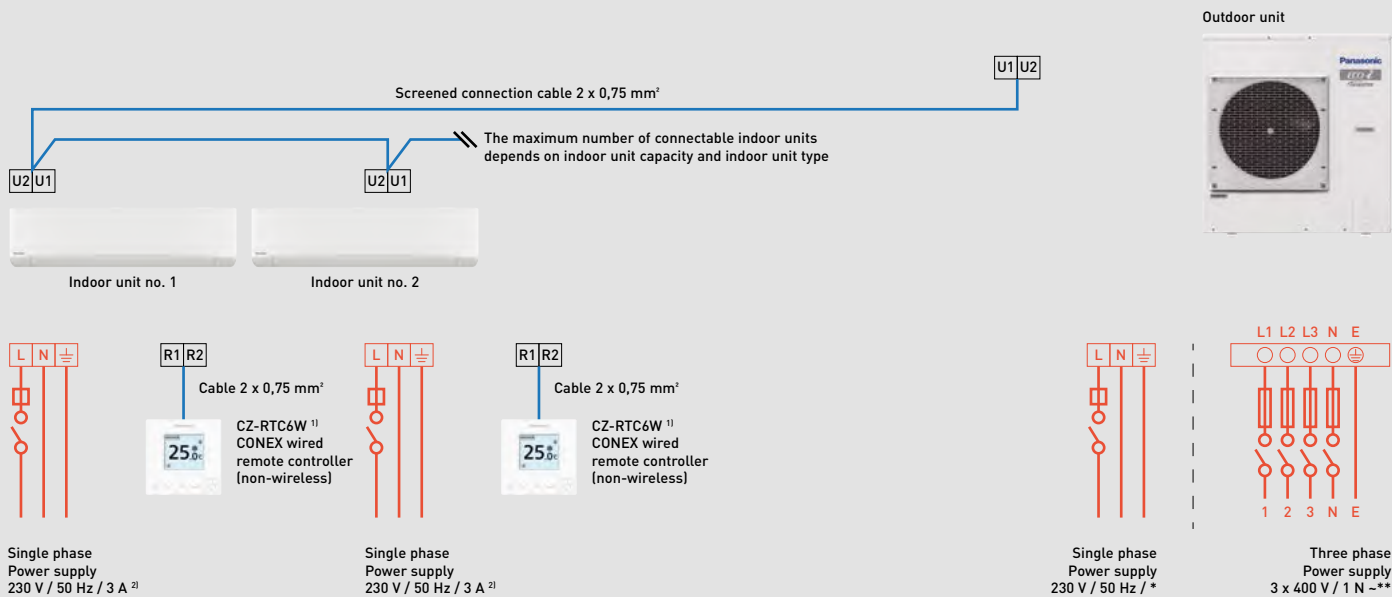 Outdoor unit
Panasonic
U1 U2
Screened connection cable 2 x 0,75 mm²
The maximum number of connectable indoor units
depends on indoor unit capacity and indoor unit type
U2 U1
U2 U1
Indoor unit no. 1
Indoor unit no. 2
L N
R1 R2
Cable 2 x 0,75 mm²
CZ-RTC6W 1)
CONEX wired
remote controller
(non-wireless)
25.0c
L N
R1 R2
Cable 2 x 0,75 mm²
CZ-RTC6W 1)
CONEX wired
remote controller
(non-wireless)
25.0c
L N
L1 L2 L3 N E
1 2 3 N E
Single phase
Power supply
230 V / 50 Hz / 3 A 2)
Single phase
Power supply
230 V / 50 Hz / 3 A 2)
Single phase
Power supply
230 V / 50 Hz / *
Three phase
Power supply
3 x 400 V / 1 N ~**